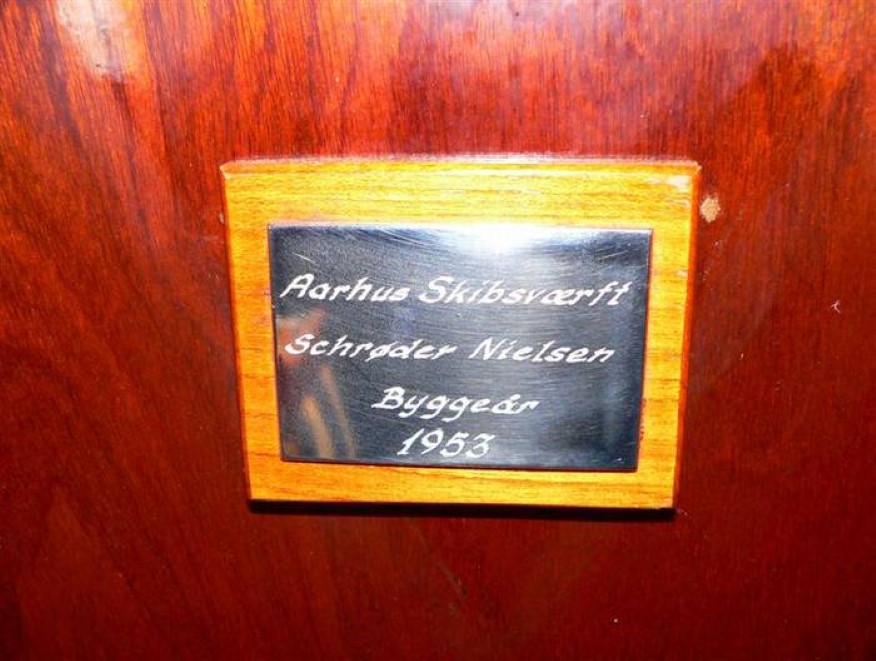 Aarhus Skibsværft
Schrøder Nielsen
Byggeår
1953